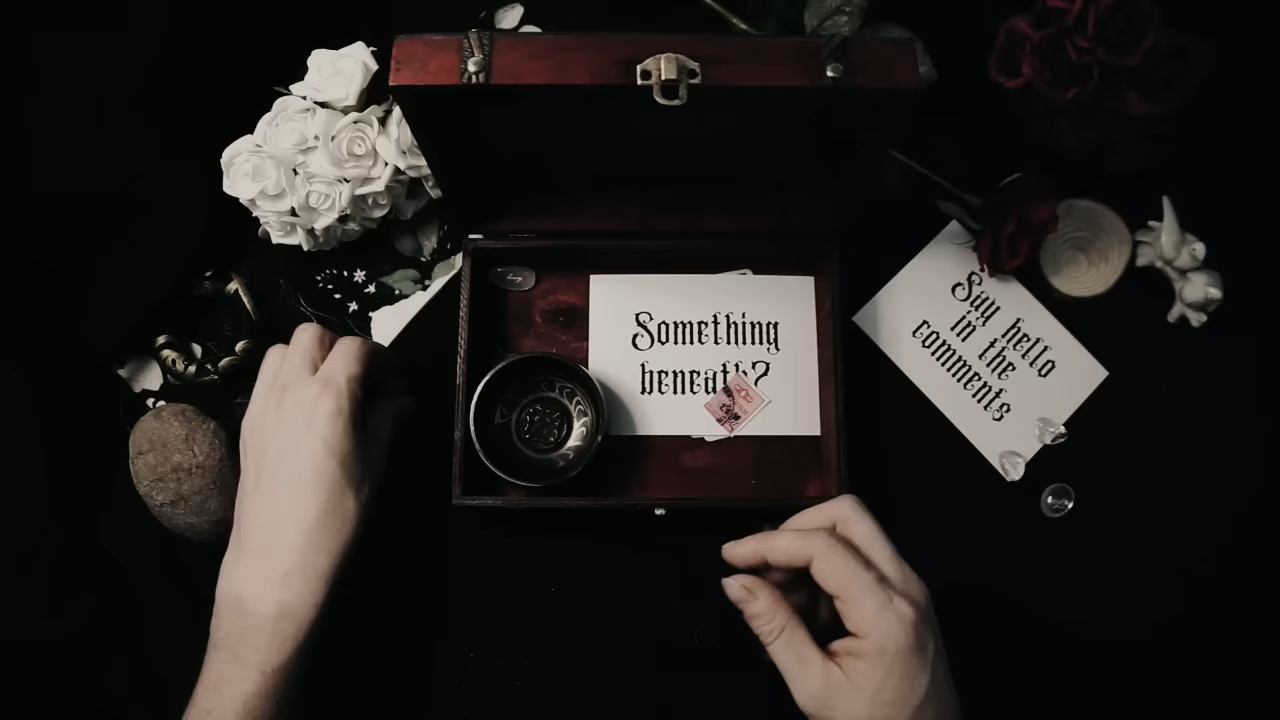 Something
beneath?
Say hello
in the
comments